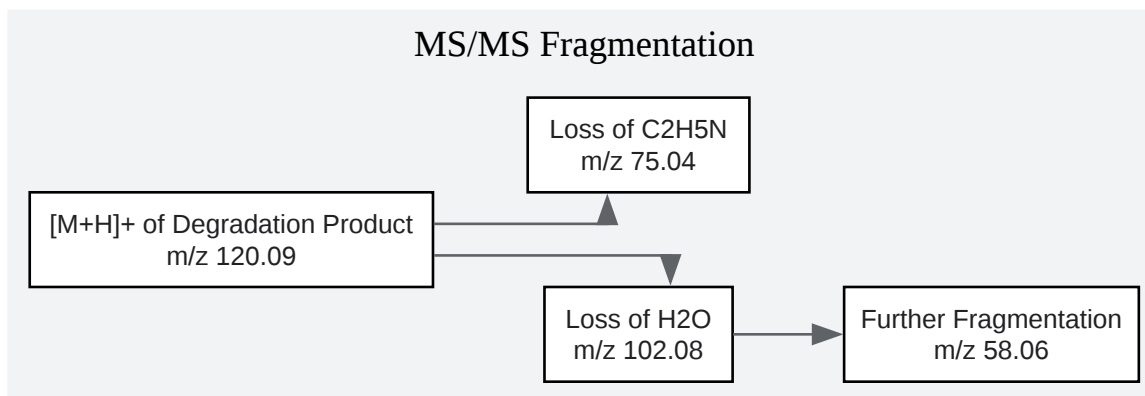 MS/MS Fragmentation
Loss of C2H5N
m/z 75.04
[M+H]+ of Degradation Product
m/z 120.09
Loss of H2O
m/z 102.08
Further Fragmentation
m/z 58.06